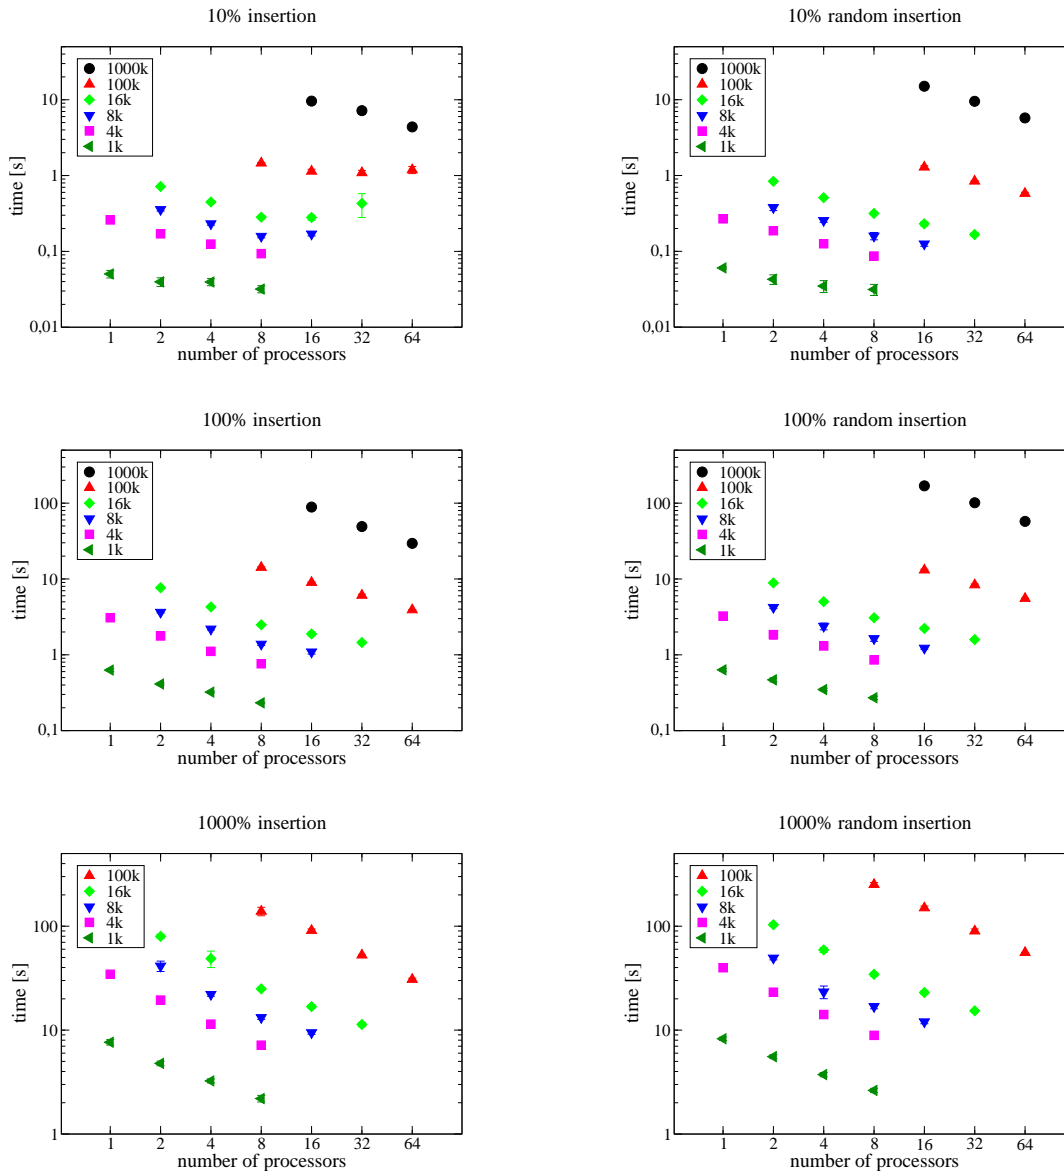 10% insertion
time [s]
10
1
0,1
0,01
1000k
100k
16k
8k
4k
1k
1 2 4 8 16 32 64
number of processors
10% random insertion
time [s]
10
1
0,1
0,01
1000k
100k
16k
8k
4k
1k
1 2 4 8 16 32 64
number of processors
100% insertion
time [s]
100
10
1
0,1
1000k
100k
16k
8k
4k
1k
1 2 4 8 16 32 64
number of processors
100% random insertion
time [s]
100
10
1
0,1
1000k
100k
16k
8k
4k
1k
1 2 4 8 16 32 64
number of processors
1000% insertion
time [s]
100
10
1
100k
16k
8k
4k
1k
1 2 4 8 16 32 64
number of processors
1000% random insertion
time [s]
100
10
1
100k
16k
8k
4k
1k
1 2 4 8 16 32 64
number of processors